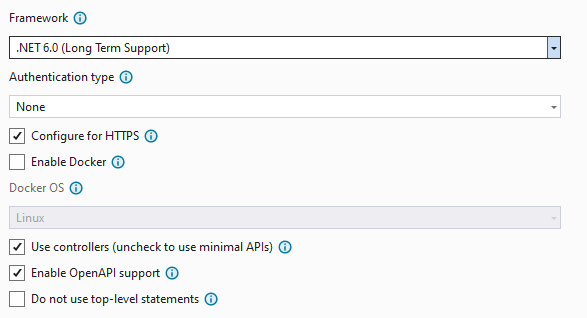 Framework
.NET 6.0 (Long Term Support)
Authentication type
None
Configure for HTTPS
Enable Docker
Docker OS
Linux
Use controllers (uncheck to use minimal APIs)
Enable OpenAPI support
Do not use top-level statements